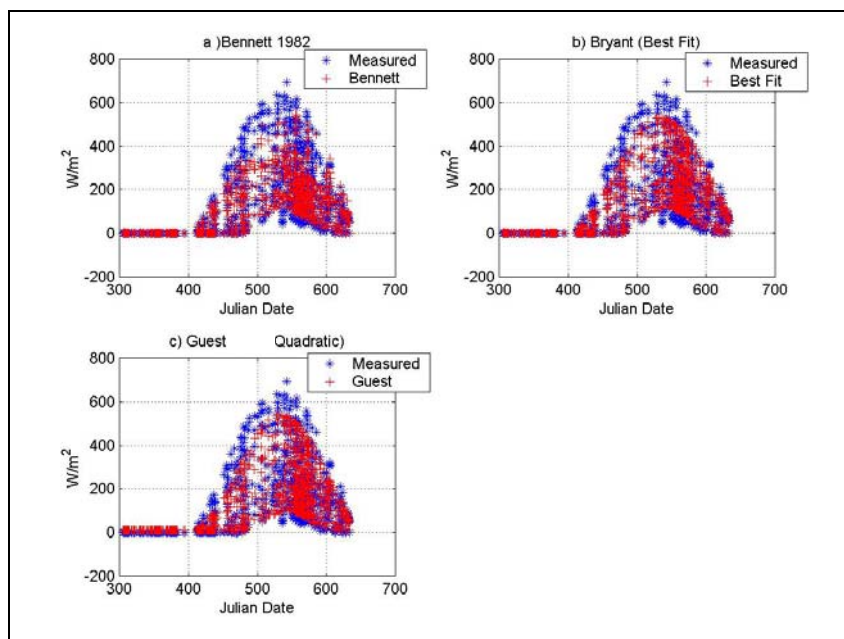 a )Bennett 1982
Measured
Bennett
800
600
400
200
0
-200
W/m²
300 400 500 600 700
Julian Date
b) Bryant (Best Fit)
Measured
Best Fit
800
600
400
200
0
-200
W/m²
300 400 500 600 700
Julian Date
c) Guest Quadratic)
Measured
Guest
800
600
400
200
0
-200
W/m²
300 400 500 600 700
Julian Date